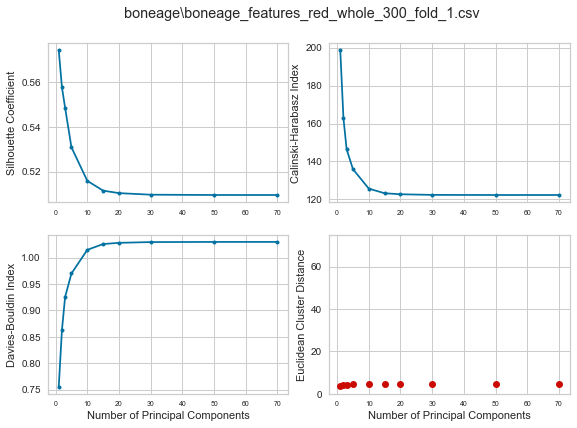 boneage\boneage_features_red_whole_300_fold_1.csv
Silhouette Coefficient
0.56
0.54
0.52
0 10 20 30 40 50 60 70
Calinski-Harabasz Index
200
180
160
140
120
0 10 20 30 40 50 60 70
Davies-Bouldin Index
1.00
0.95
0.90
0.85
0.80
0.75
0 10 20 30 40 50 60 70
Number of Principal Components
Euclidean Cluster Distance
60
40
20
0
0 10 20 30 40 50 60 70
Number of Principal Components